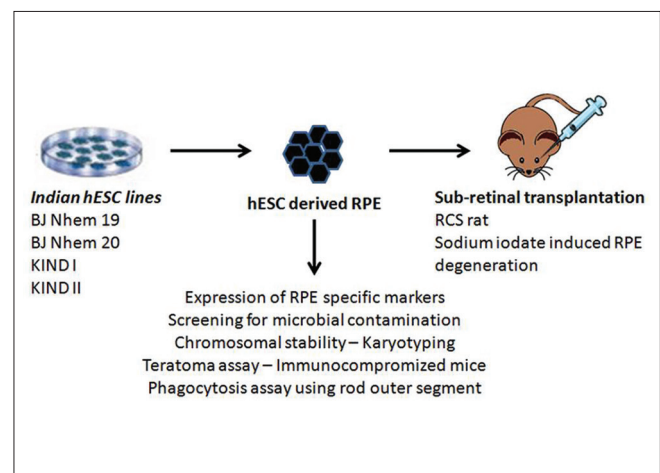 Indian hESC lines
BJ Nhem 19
BJ Nhem 20
KIND I
KIND II
hESC derived RPE
Sub-retinal transplantation
RCS rat
Sodium iodate induced RPE
degeneration
Expression of RPE specific markers
Screening for microbial contamination
Chromosomal stability – Karyotyping
Teratoma assay – Immunocompromized mice
Phagocytosis assay using rod outer segment